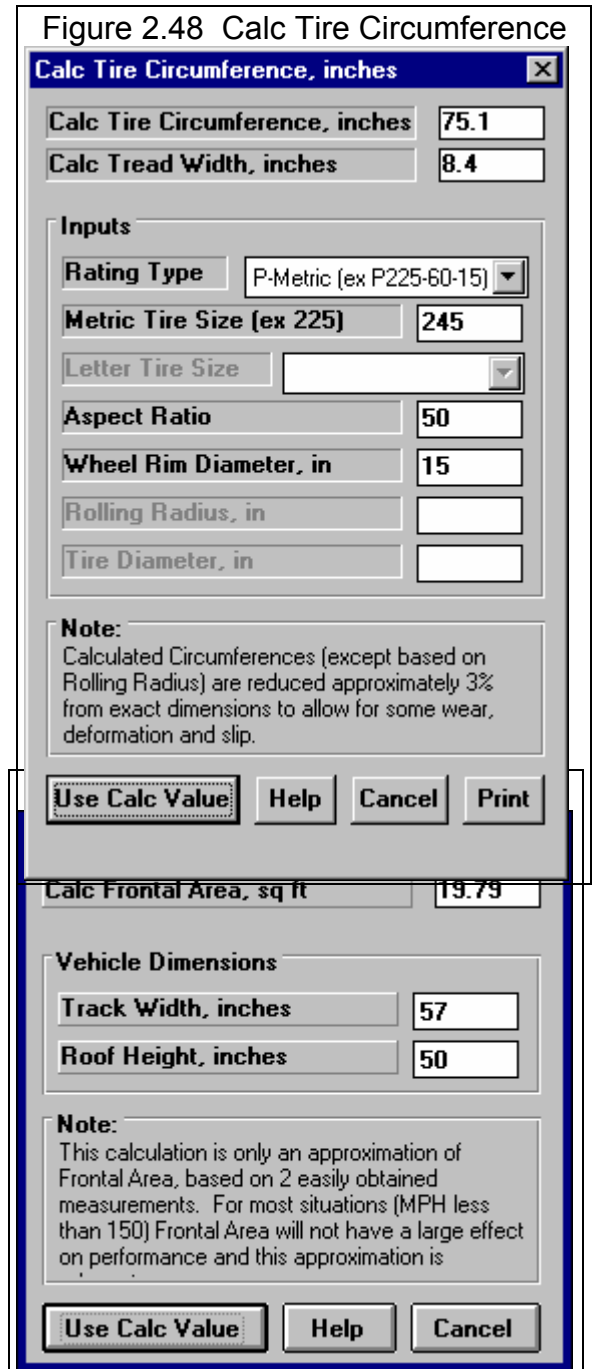 Figure 2.48 Calc Tire Circumference
Calc Tire Circumference, inches
Calc Tire Circumference, inches 75.1
Calc Tread Width, inches 8.4
Inputs
Rating Type P-Metric (ex P225-60-15)
Metric Tire Size (ex 225) 245
Letter Tire Size
Aspect Ratio 50
Wheel Rim Diameter, in 15
Rolling Radius, in
Tire Diameter, in
Note:
Calculated Circumferences (except based on
Rolling Radius) are reduced approximately 3%
from exact dimensions to allow for some wear,
deformation and slip.
Use Calc Value Help Cancel Print
Calc Frontal Area, sq ft 19.79
Vehicle Dimensions
Track Width, inches 57
Roof Height, inches 50
Note:
This calculation is only an approximation of
Frontal Area, based on 2 easily obtained
measurements. For most situations (MPH less
than 150) Frontal Area will not have a large effect
on performance and this approximation is
Use Calc Value Help Cancel